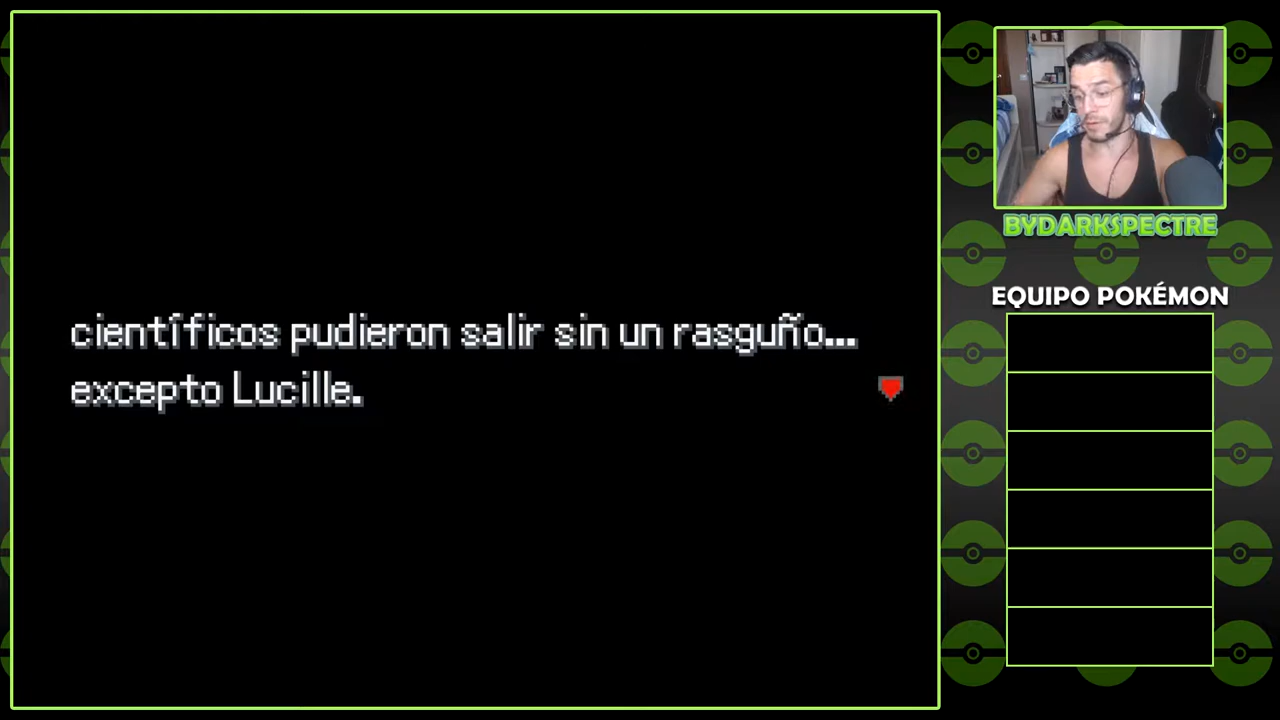 científicos pudieron salir sin un rasguño...
excepto Lucille.
BYDARKSPECTRE
EQUIPO POKÉMON